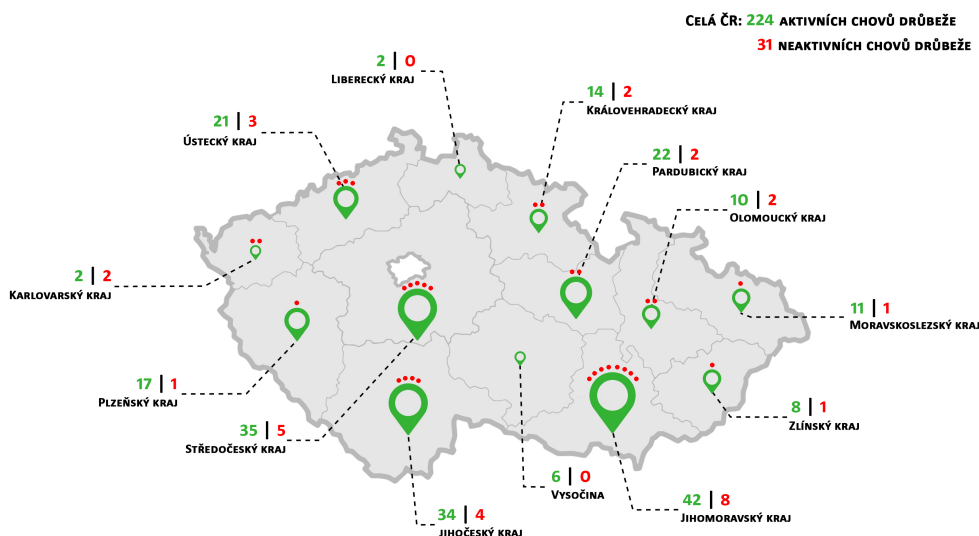 CELÁ ČR: 224 AKTIVNÍCH CHOVŮ DRŮBEŽE
31 NEAKTIVNÍCH CHOVŮ DRŮBEŽE
2 | 0
LIBERECKÝ KRAJ
14 | 2
KRÁLOVEHRADECKÝ KRAJ
21 | 3
ÚSTECKÝ KRAJ
22 | 2
PARDUBICKÝ KRAJ
10 | 2
OLOMOUCKÝ KRAJ
2 | 2
KARLOVARSKÝ KRAJ
11 | 1
MORAVSKOSLEZSKÝ KRAJ
17 | 1
PLZEŇSKÝ KRAJ
8 | 1
ZLÍNSKÝ KRAJ
35 | 5
STŘEDOČESKÝ KRAJ
6 | 0
VYSOČINA
42 | 8
JIHOMORAVSKÝ KRAJ
34 | 4
JIHOČESKÝ KRAJ